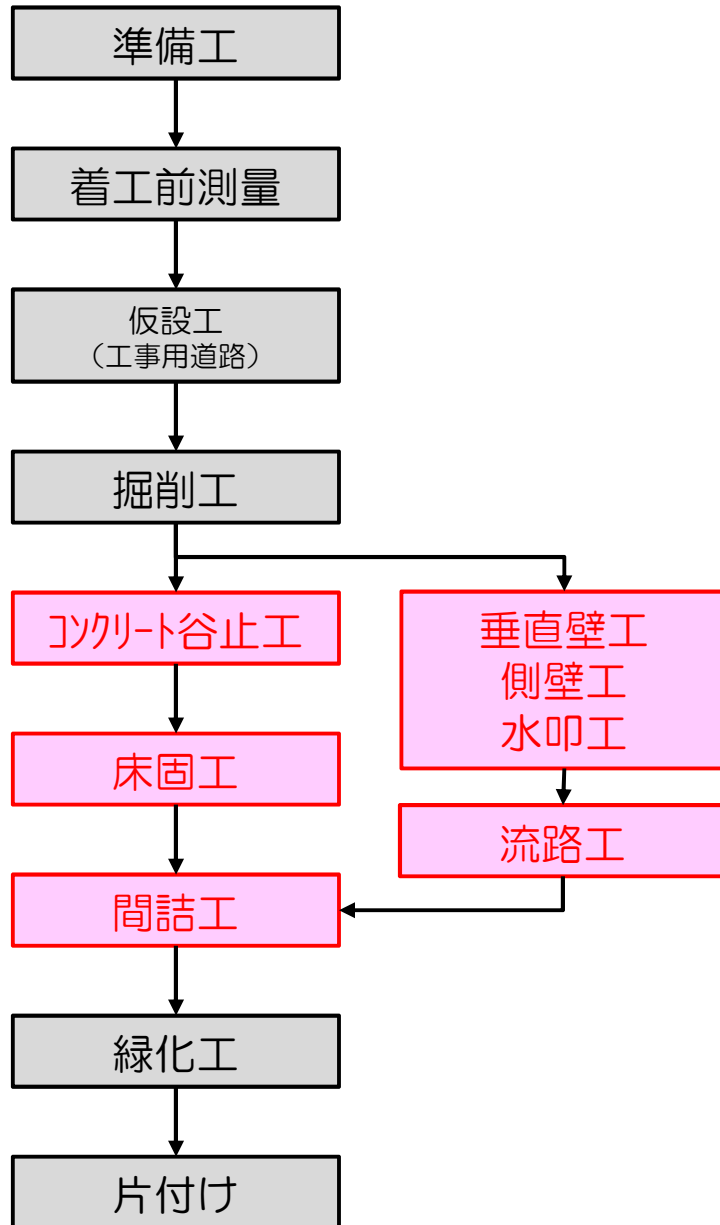 準備工
着工前測量
仮設工
（工事用道路）
掘削工
コンクリート谷止工
床固工
垂直壁工
側壁工
水叩工
流路工
間詰工
緑化工
片付け